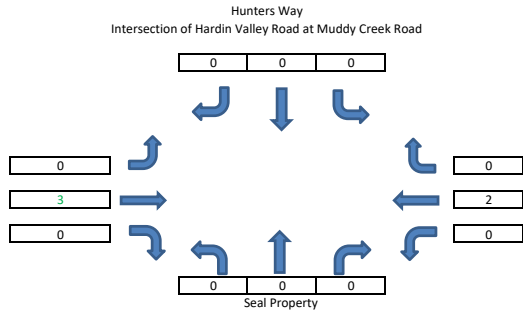 Hunters Way
Intersection of Hardin Valley Road at Muddy Creek Road
0 0 0
0 0
3 2
0 0
0 0 0
Seal Property